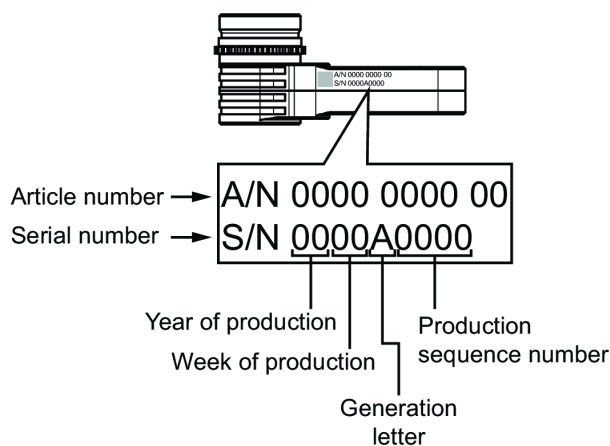 A/N 0000 0000 00
S/N 0000A0000
Article number
A/N 0000 0000 00
Serial number
S/N 0000A0000
Year of production
Week of production
Generation
letter
Production
sequence number